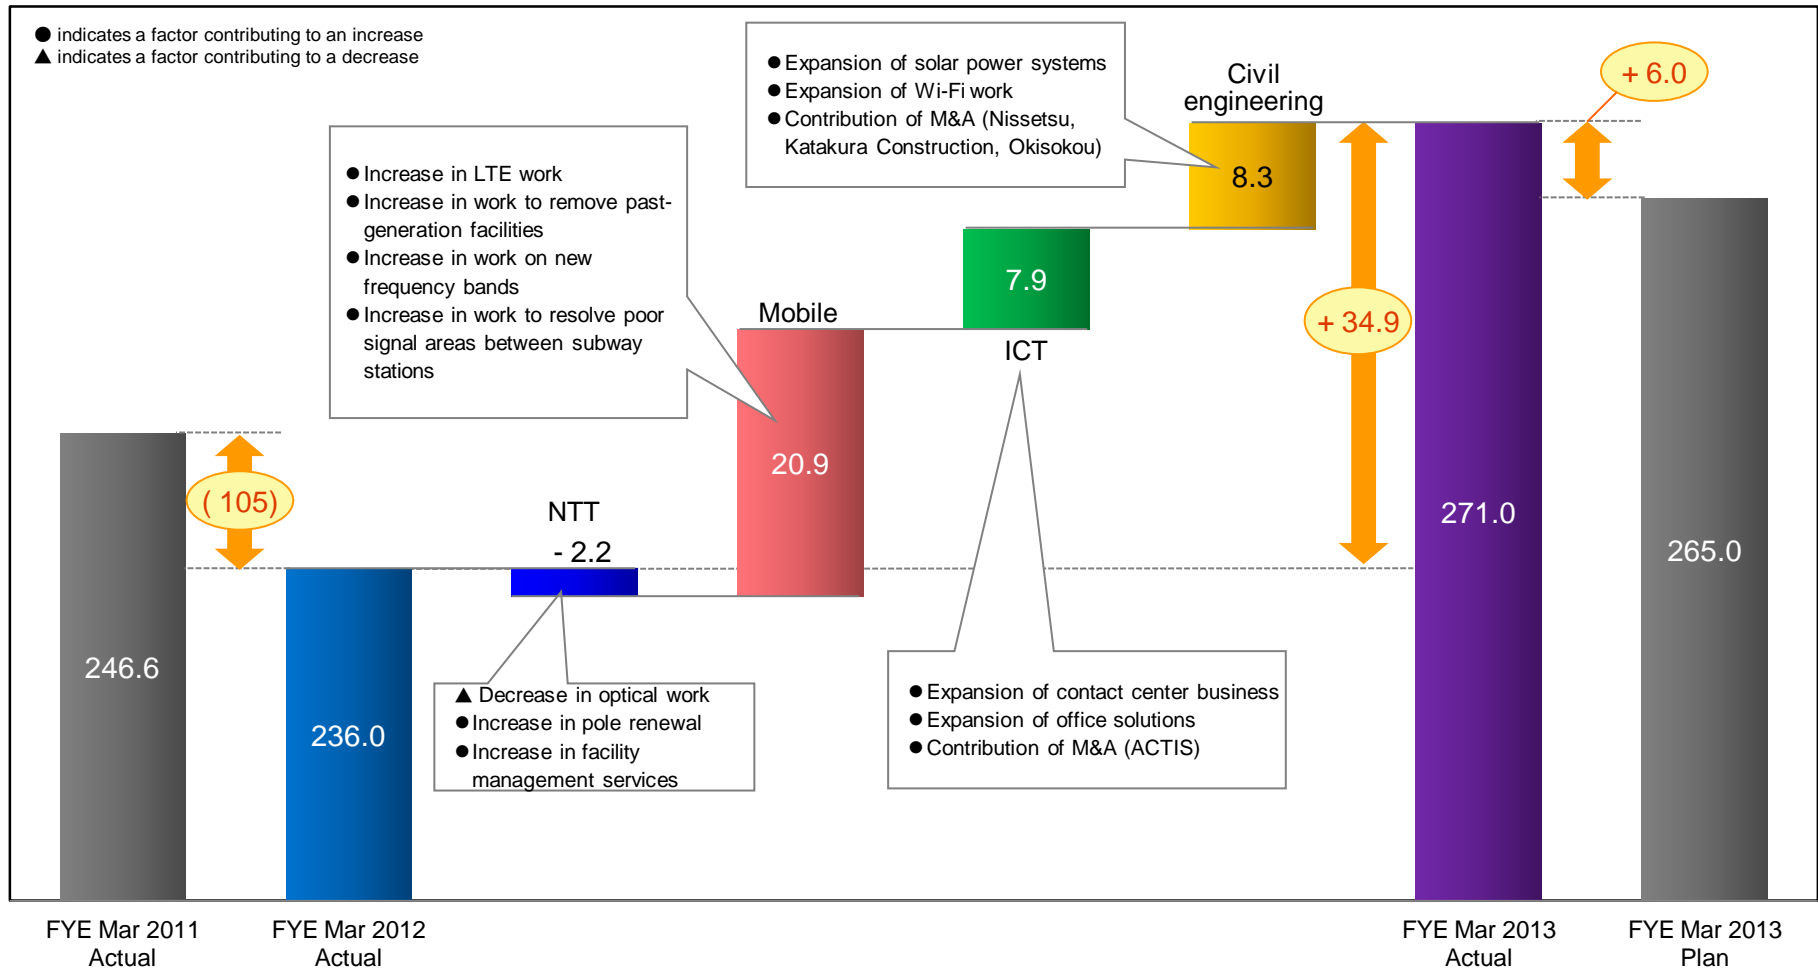 ● indicates a factor contributing to an increase
▲ indicates a factor contributing to a decrease
● Expansion of solar power systems
● Expansion of Wi-Fi work
● Contribution of M&A (Nissetsu,
Katakura Construction, Okisokou)
Civil
engineering
+ 6.0
● Increase in LTE work
● Increase in work to remove past-
generation facilities
● Increase in work on new
frequency bands
● Increase in work to resolve poor
signal areas between subway
stations
8.3
7.9
Mobile
ICT
+ 34.9
20.9
( 105)
NTT
- 2.2
271.0
265.0
246.6
236.0
▲ Decrease in optical work
● Increase in pole renewal
● Increase in facility
management services
● Expansion of contact center business
● Expansion of office solutions
● Contribution of M&A (ACTIS)
FYE Mar 2011
Actual
FYE Mar 2012
Actual
FYE Mar 2013
Actual
FYE Mar 2013
Plan